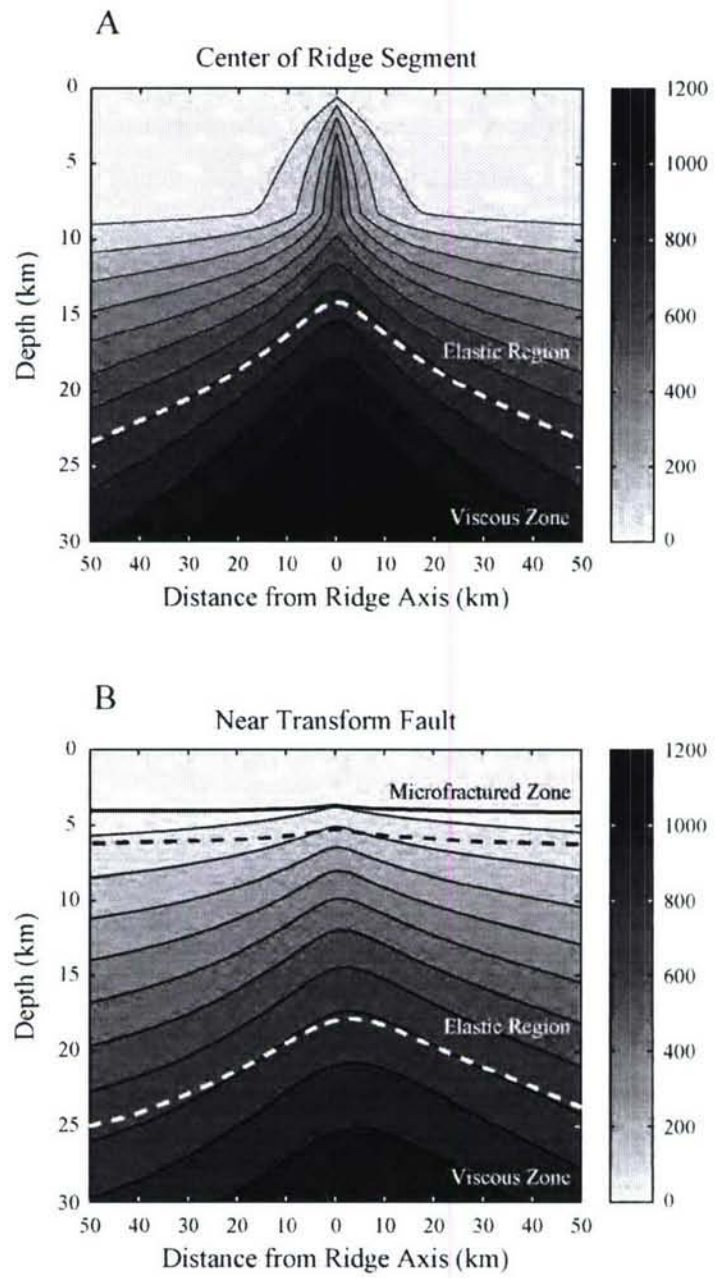 A
Center of Ridge Segment
0
5
10
15
20
25
30
Depth (km)
Elastic Region
Viscous Zone
50 40 30 20 10 0 10 20 30 40 50
Distance from Ridge Axis (km)
1200
1000
800
600
400
200
0
B
Near Transform Fault
0
5
10
15
20
25
30
Depth (km)
Microfractured Zone
Elastic Region
Viscous Zone
50 40 30 20 10 0 10 20 30 40 50
Distance from Ridge Axis (km)
1200
1000
800
600
400
200
0